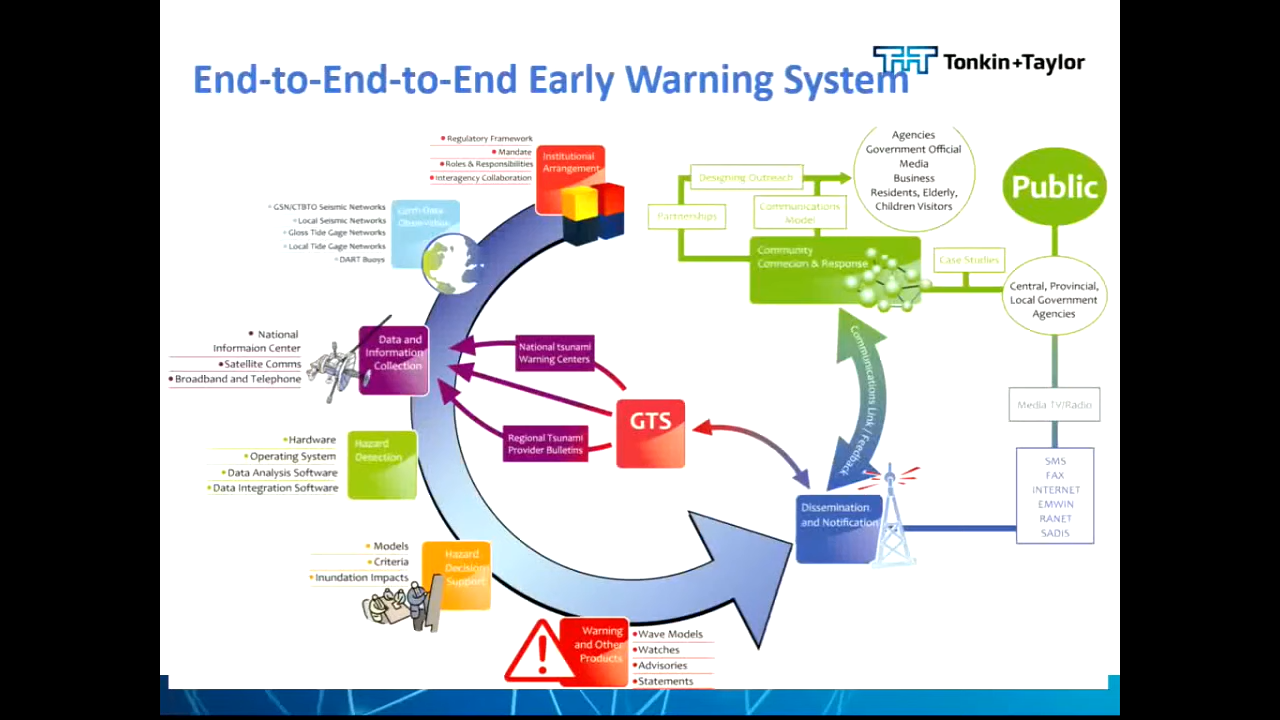 End-to-End-to-End Early Warning System
Tonkin+Taylor
Regulatory Framework
Mandate
Roles & Responsibilities
Interagency Collaboration
Institutional
Arrangement
GSN/CTBTO Seismic Networks
Local Seismic Networks
Gloss Tide Gage Networks
Local Tide Gage Networks
DART Buoys
Earth Data
Observation
National
Informaion Center
Satellite Comms
Broadband and Telephone
Data and
Information
Collection
National tsunami
Warning Centers
GTS
Regional Tsunami
Provider Bulletins
Hardware
Operating System
Data Analysis Software
Data Integration Software
Hazard
Detection
Models
Criteria
Inundation Impacts
Hazard
Decision
Support
Warning
and Other
Products
Wave Models
Watches
Advisories
Statements
Designing Outreach
Partnerships
Communications
Model
Agencies
Government Official
Media
Business
Residents, Elderly,
Children Visitors
Community
Connecion & Response
Case Studies
Public
Central, Provincial,
Local Government
Agencies
Communications Link / Feedback
Media TV/Radio
SMS
FAX
INTERNET
EMWIN
RANET
SADIS
Dissemination
and Notification